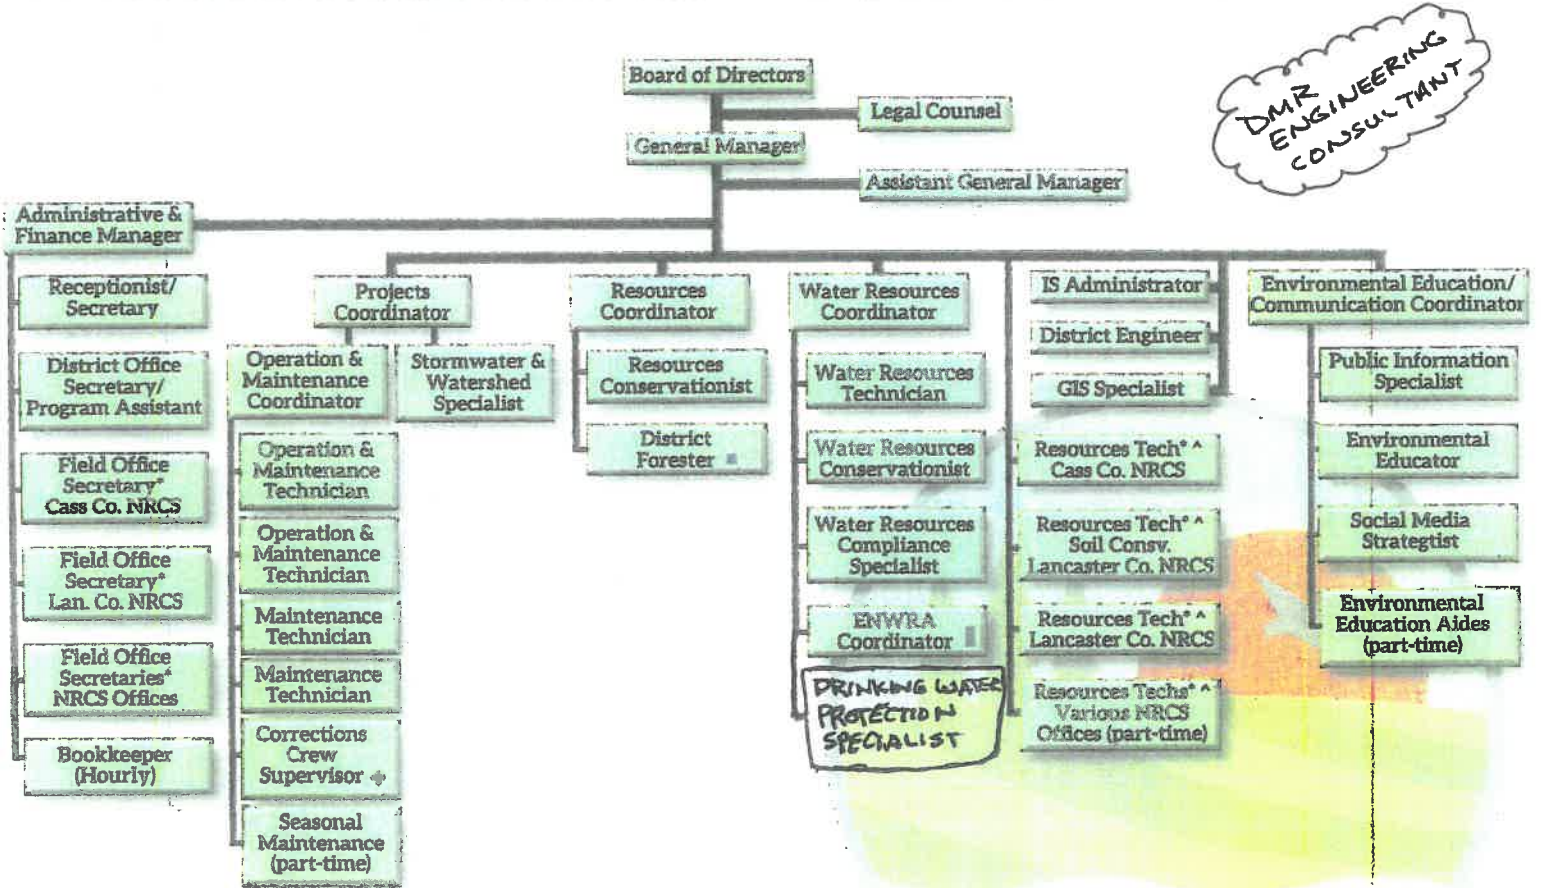 Board of Directors
Legal Counsel
General Manager
Assistant General Manager
DMR
ENGINEERING
CONSULTANT
Administrative &
Finance Manager
Receptionist/
Secretary
District Office
Secretary/
Program Assistant
Field Office
Secretary*
Cass Co. NRCS
Field Office
Secretary*
Lan. Co. NRCS
Field Office
Secretaries*
NRCS Offices
Bookkeeper
(Hourly)
Projects
Coordinator
Operation &
Maintenance
Coordinator
Stormwater &
Watershed
Specialist
Operation &
Maintenance
Technician
Operation &
Maintenance
Technician
Maintenance
Technician
Maintenance
Technician
Corrections
Crew
Supervisor
Seasonal
Maintenance
(part-time)
Resources
Coordinator
Resources
Conservationist
District
Forester
Water Resources
Coordinator
Water Resources
Technician
Water Resources
Conservationist
Water Resources
Compliance
Specialist
ENWRA
Coordinator
DRINKING WATER
PROTECTION
SPECIALIST
IS Administrator
District Engineer
GIS Specialist
Resources Tech* ^
Cass Co. NRCS
Resources Tech* ^
Soil Consv.
Lancaster Co. NRCS
Resources Tech* ^
Lancaster Co. NRCS
Resources Techs* ^
Various NRCS
Offices (part-time)
Environmental Education/
Communication Coordinator
Public Information
Specialist
Environmental
Educator
Social Media
Strategtist
Environmental
Education Aides
(part-time)